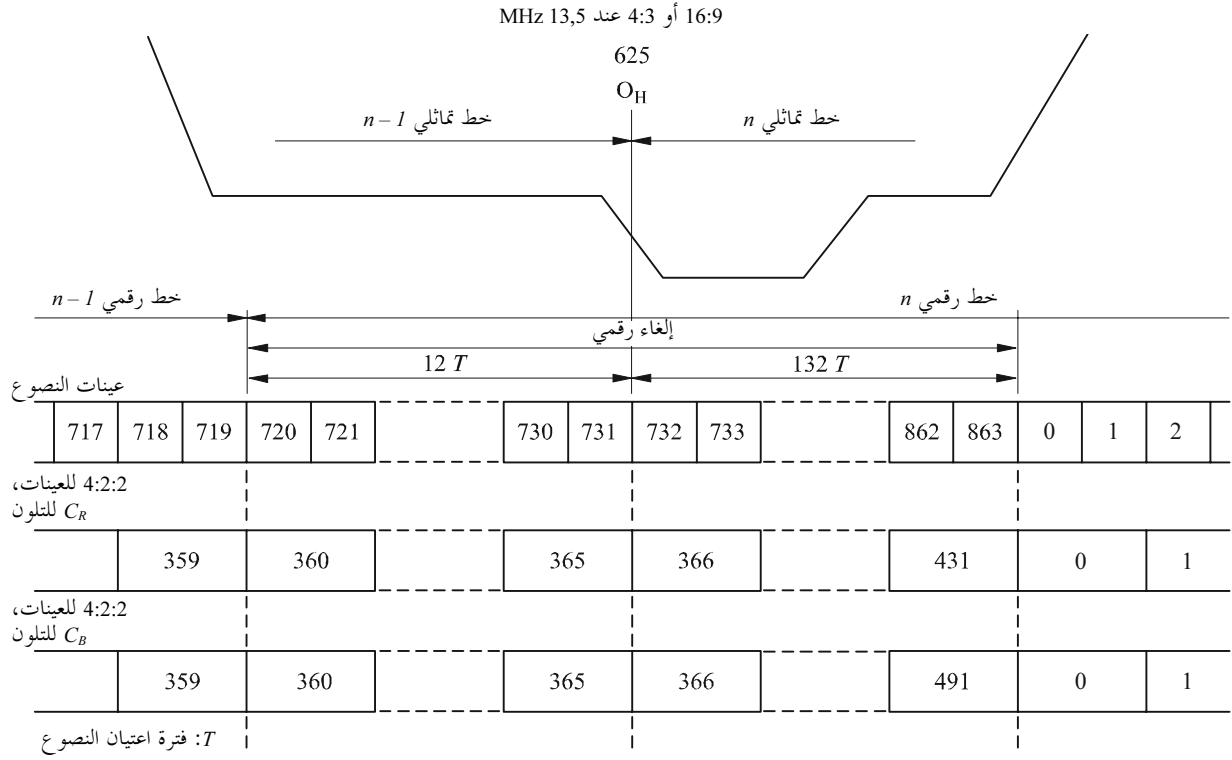 16:9 أو 4:3 عند 13,5 MHz
625
O_H
خط تماثلي n – 1
خط تماثلي n
خط رقمي n – 1
خط رقمي n
إلغاء رقمي
12 T
132 T
عينات النصوع
717 718 719 720 721 730 731 732 733 862 863 0 1 2
4:2:2 للعينات،
C_R للتلون
359 360 365 366 431 0 1
4:2:2 للعينات،
C_B للتلون
359 360 365 366 491 0 1
T: فترة اعتيان النصوع